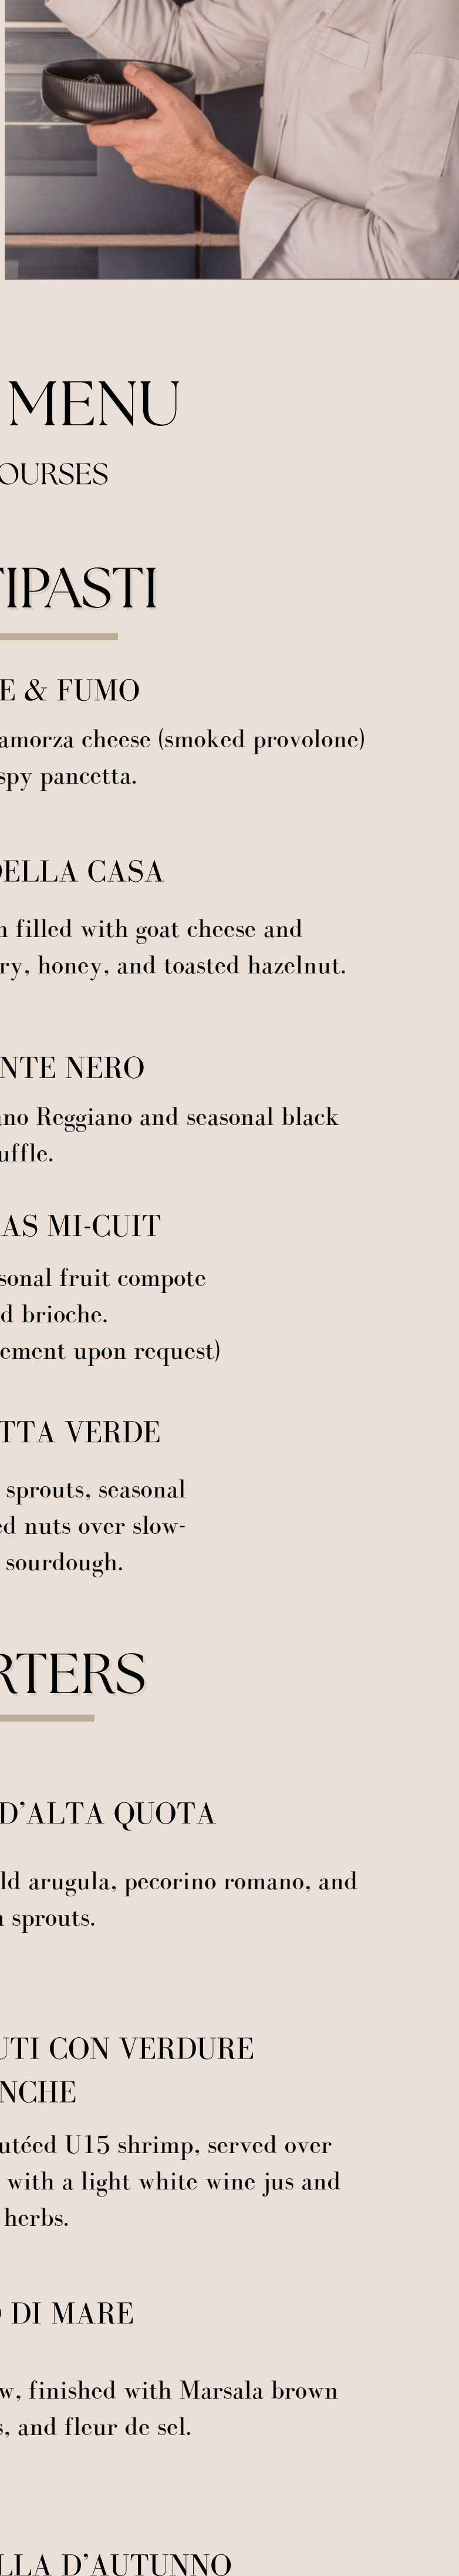 MENU
OURSES
TIPASTI
E & FUMO
amorza cheese (smoked provolone)
spy pancetta.
DELLA CASA
n filled with goat cheese and
ry, honey, and toasted hazelnut.
NTE NERO
ano Reggiano and seasonal black
uffle.
AS MI-CUIT
sonal fruit compote
d brioche.
ement upon request)
TTA VERDE
sprouts, seasonal
ed nuts over slow-
sourdough.
RTERS
D’ALTA QUOTA
ld arugula, pecorino romano, and
n sprouts.
UTI CON VERDURE
NCHE
utéed U15 shrimp, served over
with a light white wine jus and
herbs.
O DI MARE
w, finished with Marsala brown
s, and fleur de sel.
LLA D’AUTUNNO